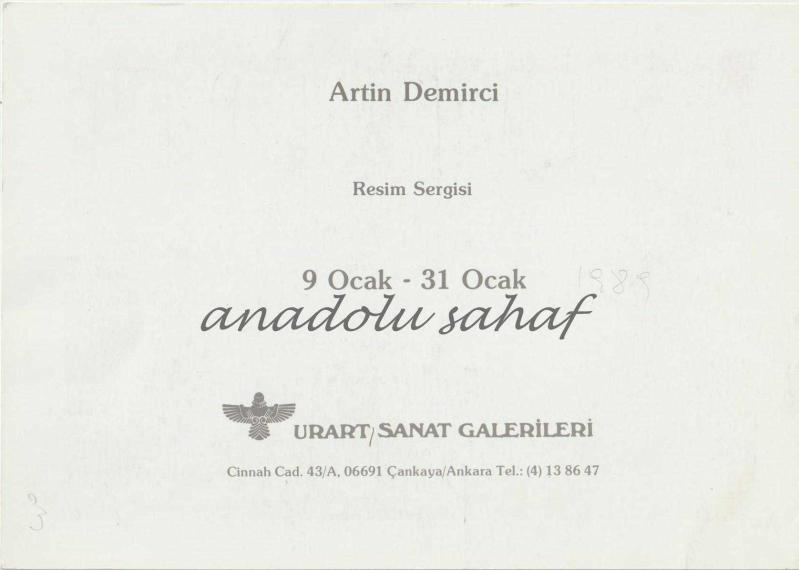 Artin Demirci
Resim Sergisi
9 Ocak - 31 Ocak 1989
anadolu sahaf
URART/SANAT GALERİLERİ
Cinnah Cad. 43/A, 06691 Çankaya/Ankara Tel.: (4) 13 86 47
3